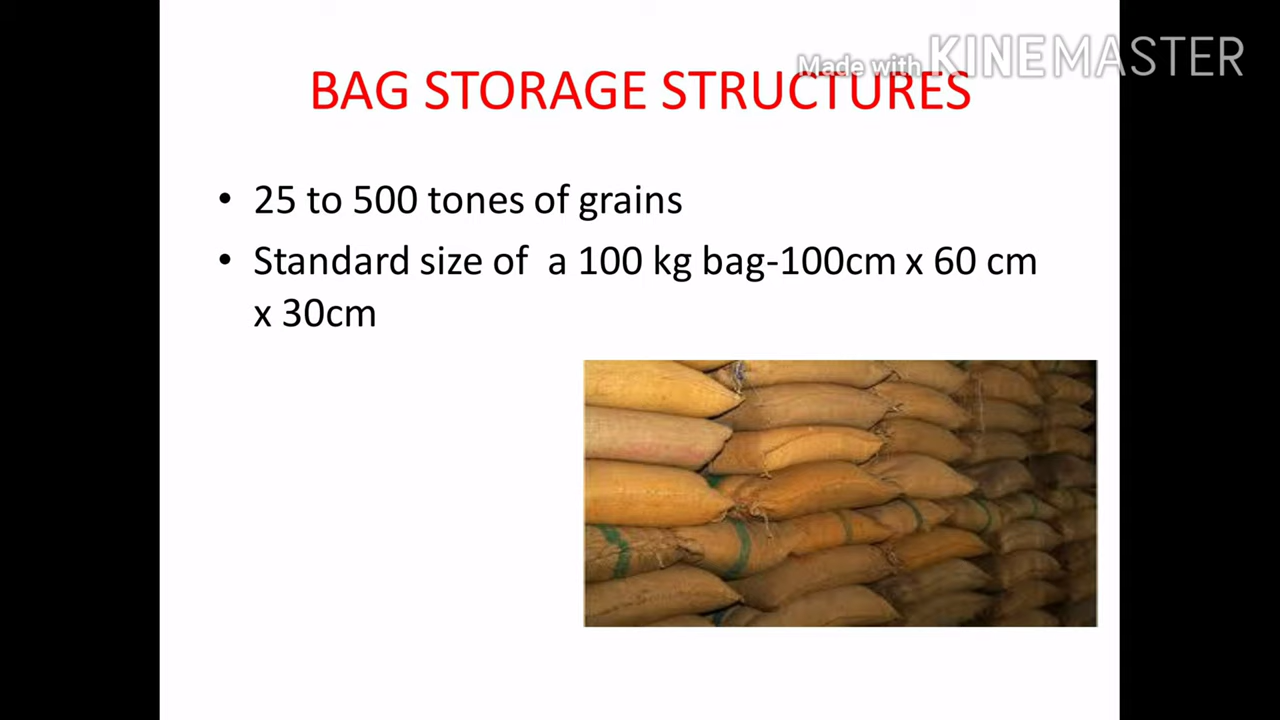 Made with KINEMASTER
BAG STORAGE STRUCTURES
• 25 to 500 tones of grains
• Standard size of a 100 kg bag-100cm x 60 cm
x 30cm